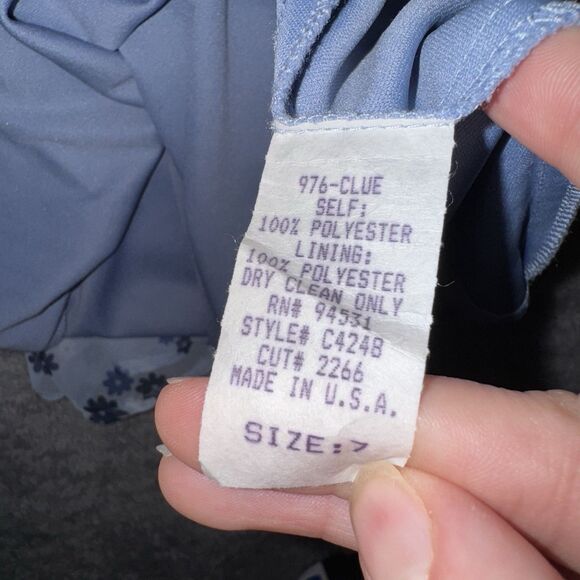 976-CLUE
SELF:
100% POLYESTER
LINING:
100% POLYESTER
DRY CLEAN ONLY
RN# 94531
STYLE# C4248
CUT# 2266
MADE IN U.S.A.
SIZE: